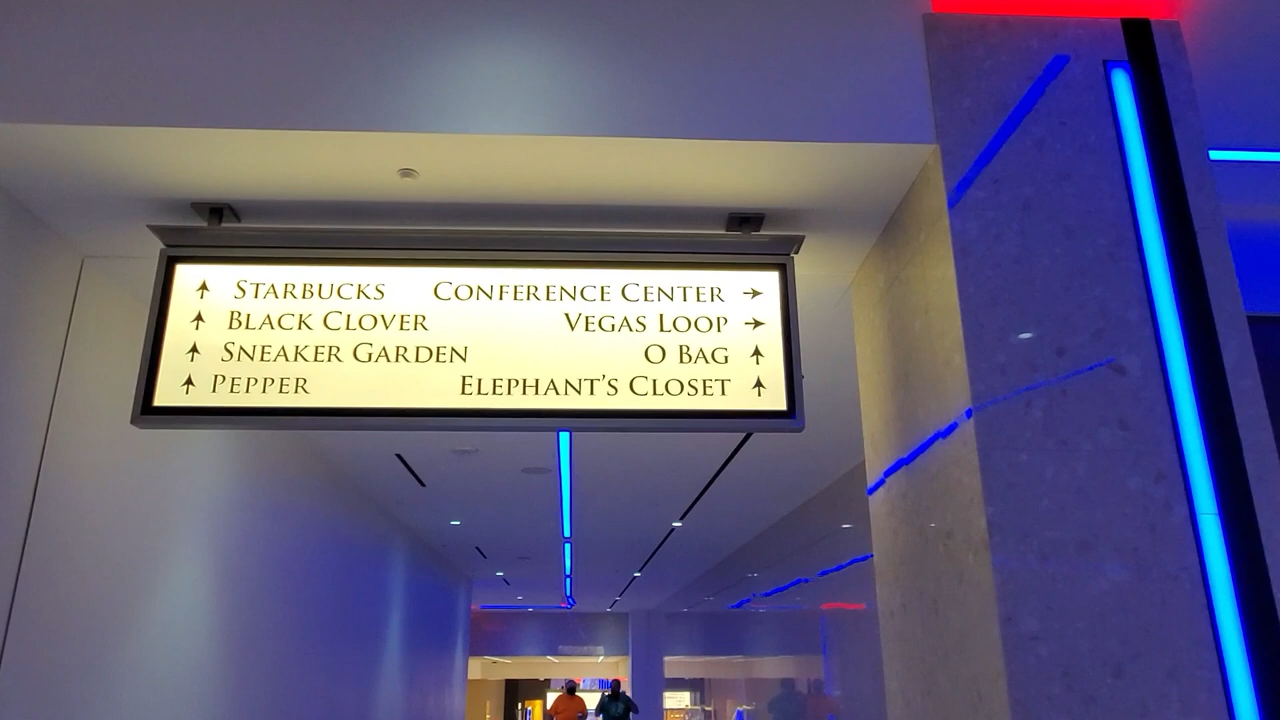 ↑ STARBUCKS
↑ BLACK CLOVER
↑ SNEAKER GARDEN
↑ PEPPER
CONFERENCE CENTER →
VEGAS LOOP →
O BAG ↑
ELEPHANT'S CLOSET ↑